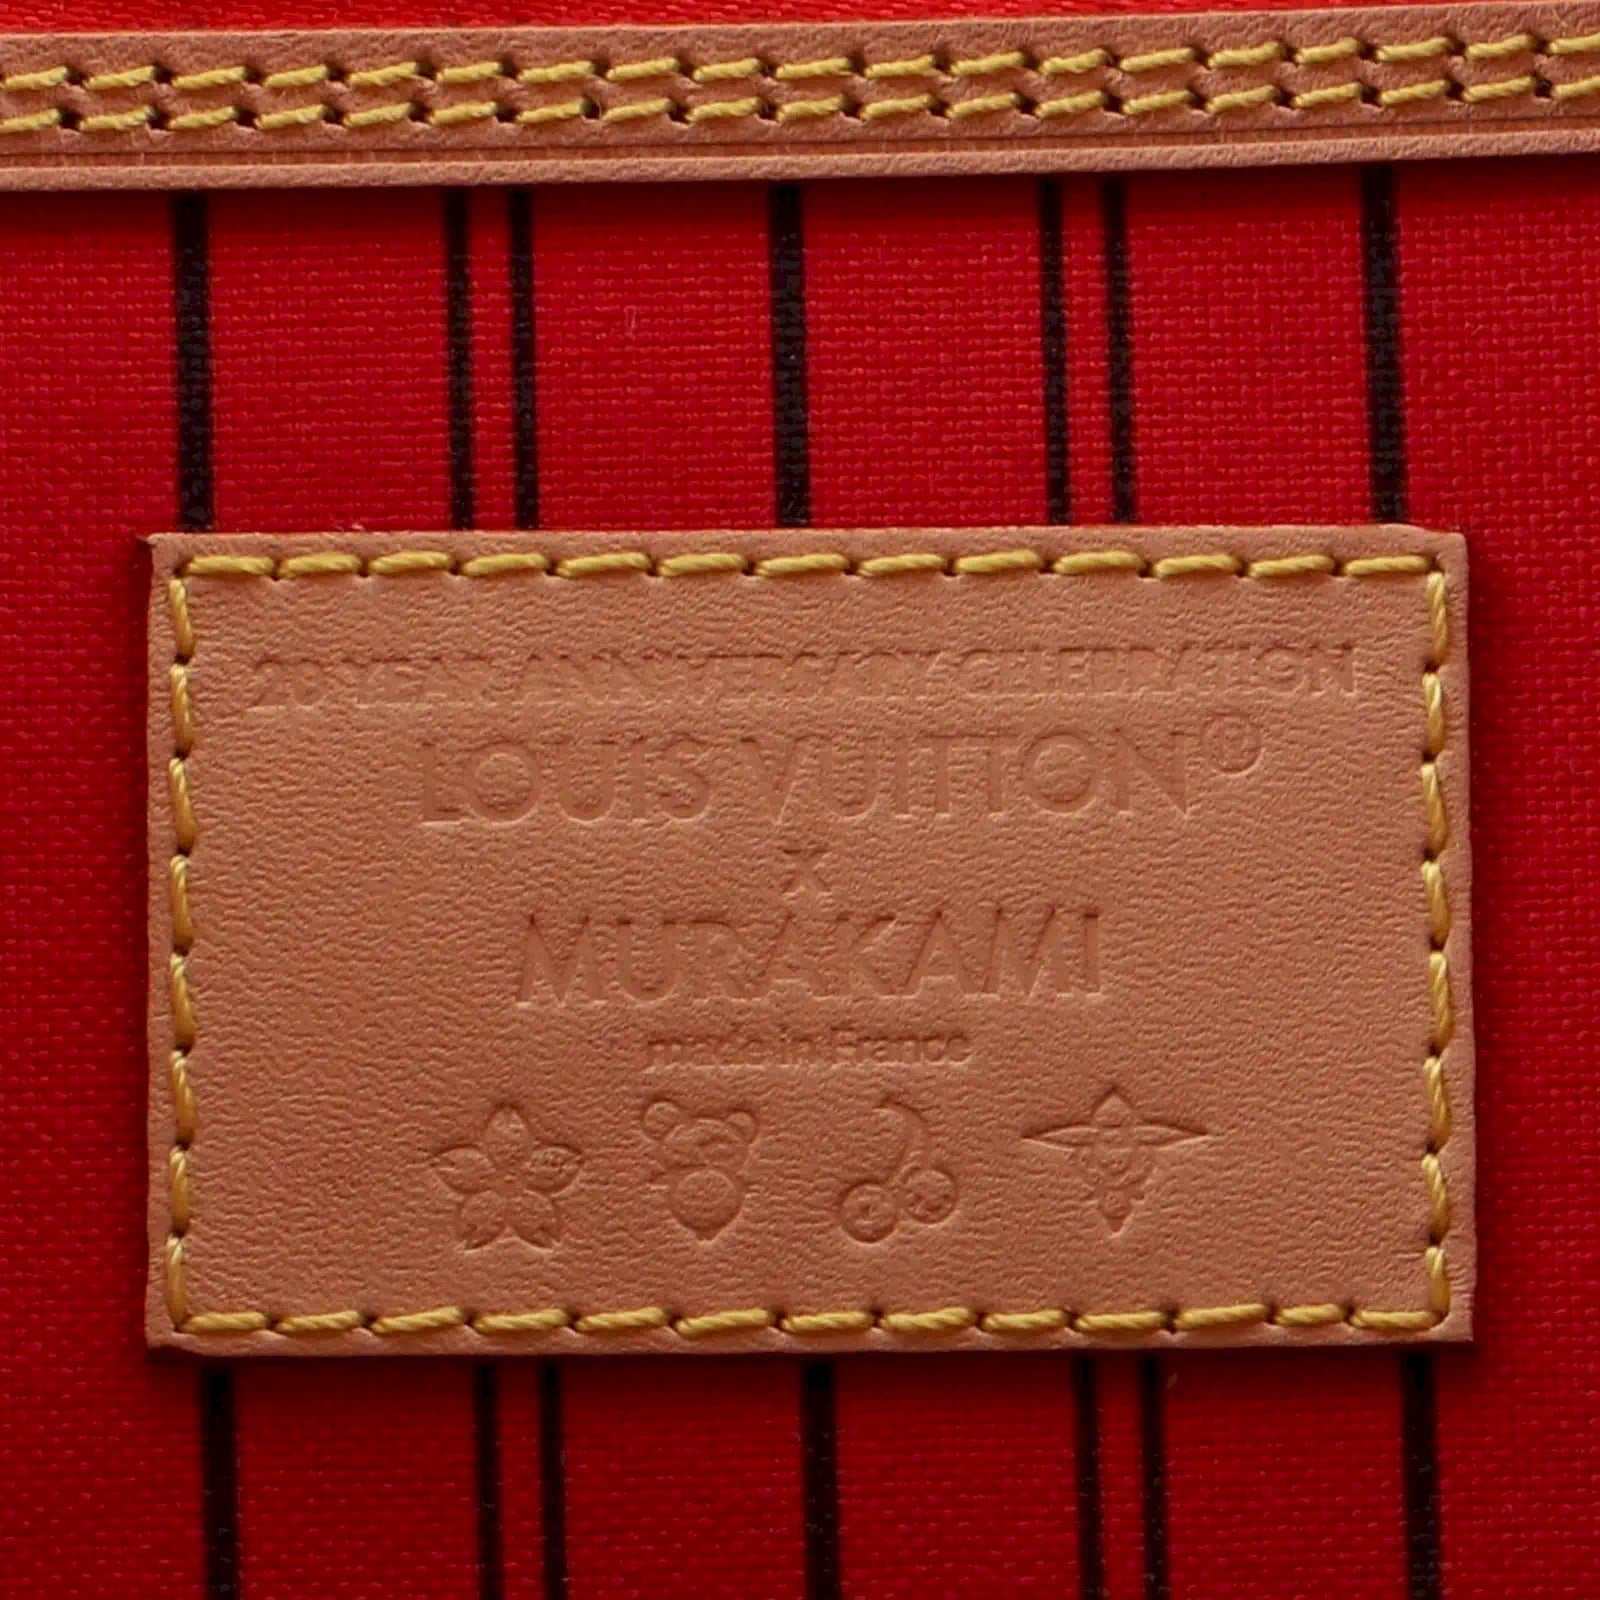 20 YEAR ANNIVERSARY CELEBRATION
LOUIS VUITTON®
x
MURAKAMI
made in France